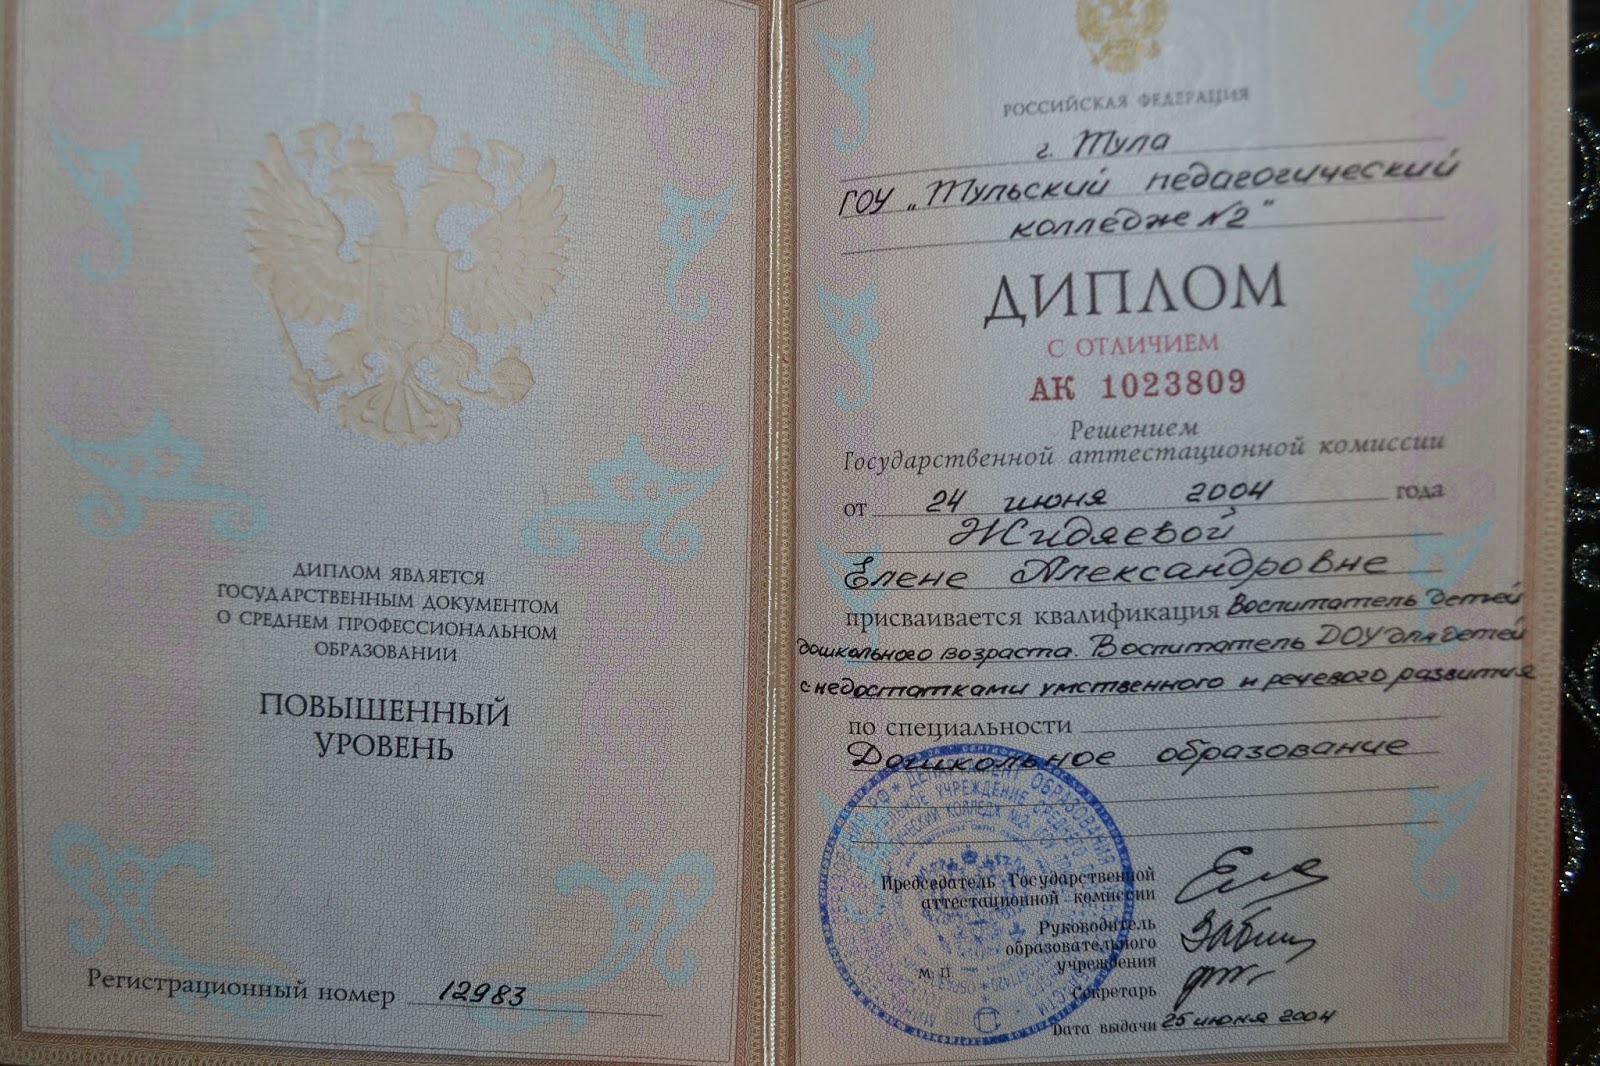 ДИПЛОМ ЯВЛЯЕТСЯ
ГОСУДАРСТВЕННЫМ ДОКУМЕНТОМ
О СРЕДНЕМ ПРОФЕССИОНАЛЬНОМ
ОБРАЗОВАНИИ
ПОВЫШЕННЫЙ
УРОВЕНЬ
Регистрационный номер 12983
РОССИЙСКАЯ ФЕДЕРАЦИЯ
г. Тула
ГОУ „Тульский педагогический
колледж №2"
ДИПЛОМ
С ОТЛИЧИЕМ
АК 1023809
Решением
Государственной аттестационной комиссии
от 24 июня 2004 года
Жидяевой
Елене Александровне
присваивается квалификация Воспитатель детей
дошкольного возраста. Воспитатель ДОУ для детей
с недостатками умственного и речевого развития
по специальности
Дошкольное образование
Председатель Государственной
аттестационной комиссии
Руководитель
образовательного
учреждения
М П
Секретарь
Дата выдачи 25 июня 2004